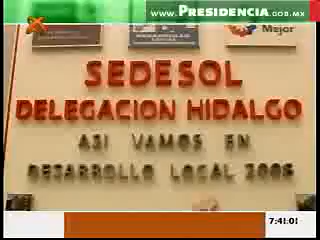 www.PRESIDENCIA.GOB.MX
Mejor
SEDESOL
DELEGACION HIDALGO
ASI VAMOS EN
DESARROLLO LOCAL 2006
7:41:01